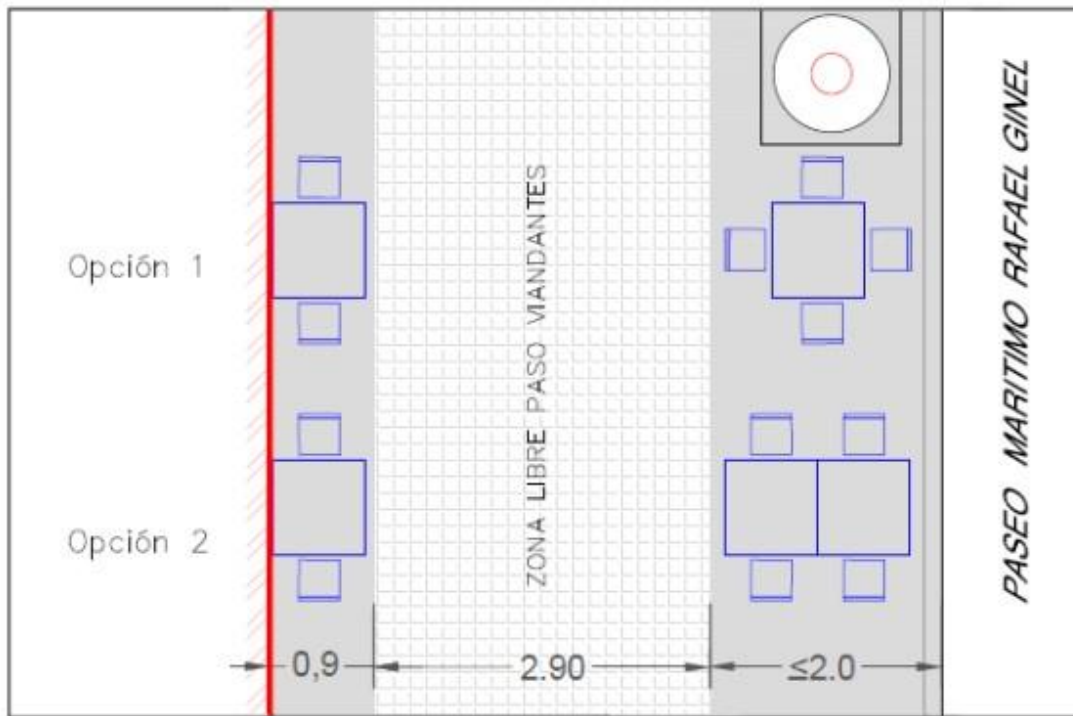 Opción 1
Opción 2
ZONA LIBRE PASO VIANDANTES
PASEO MARITIMO RAFAEL GINEL
0,9
2.90
≤2.0